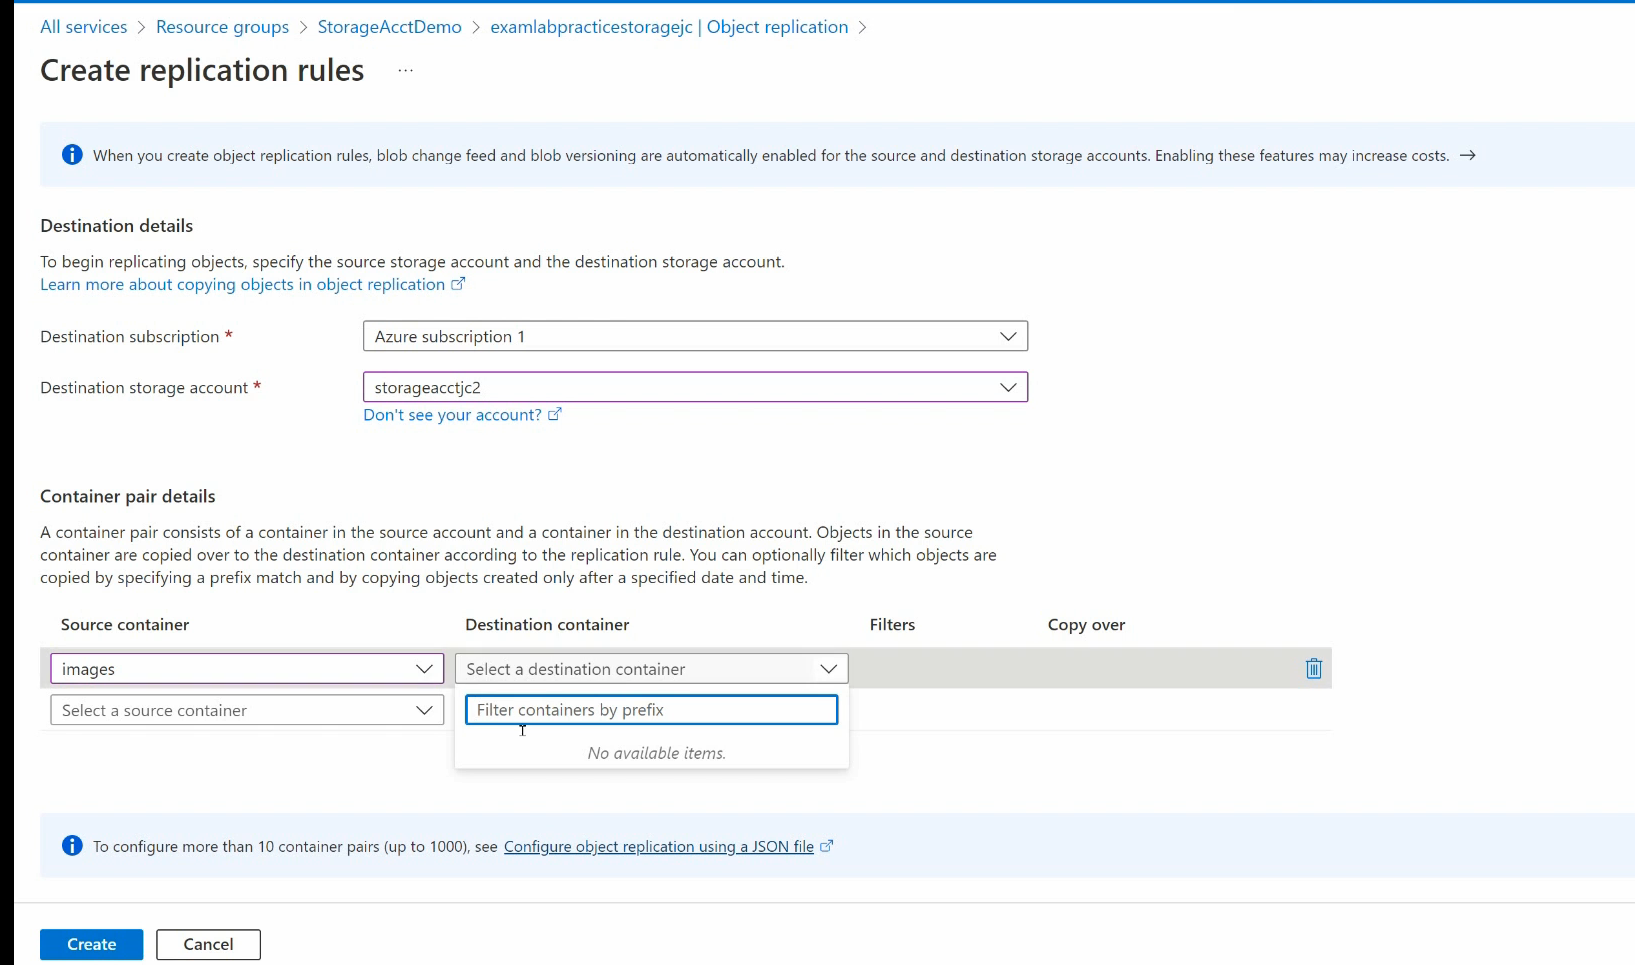 All services > Resource groups > StorageAcctDemo > examlabpracticestoragejc | Object replication >
Create replication rules ...
When you create object replication rules, blob change feed and blob versioning are automatically enabled for the source and destination storage accounts. Enabling these features may increase costs. →
Destination details
To begin replicating objects, specify the source storage account and the destination storage account.
Learn more about copying objects in object replication
Destination subscription * Azure subscription 1
Destination storage account * storageacctjc2
Don't see your account?
Container pair details
A container pair consists of a container in the source account and a container in the destination account. Objects in the source
container are copied over to the destination container according to the replication rule. You can optionally filter which objects are
copied by specifying a prefix match and by copying objects created only after a specified date and time.
Source container Destination container Filters Copy over
images Select a destination container
Select a source container Filter containers by prefix
No available items.
To configure more than 10 container pairs (up to 1000), see Configure object replication using a JSON file
Create Cancel